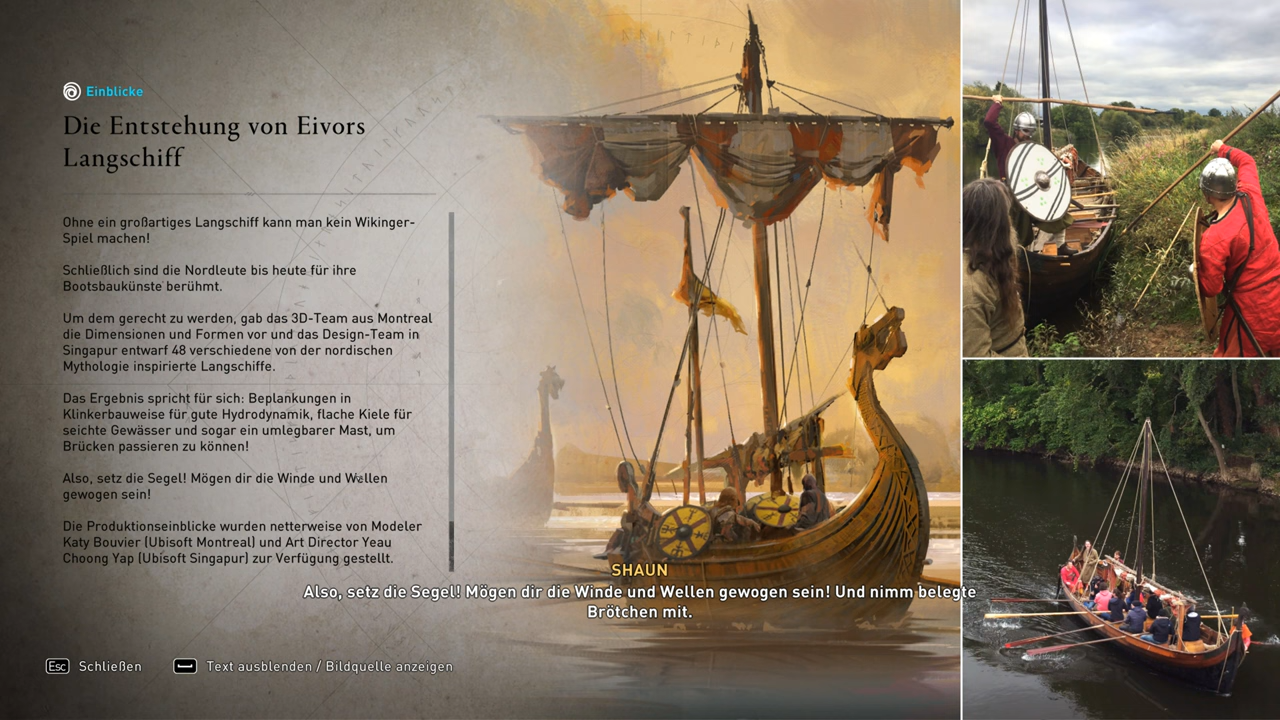 Einblicke
Die Entstehung von Eivors
Langschiff
Ohne ein großartiges Langschiff kann man kein Wikinger-
Spiel machen!
Schließlich sind die Nordleute bis heute für ihre
Bootsbaukünste berühmt.
Um dem gerecht zu werden, gab das 3D-Team aus Montreal
die Dimensionen und Formen vor und das Design-Team in
Singapur entwarf 48 verschiedene von der nordischen
Mythologie inspirierte Langschiffe.
Das Ergebnis spricht für sich: Beplankungen in
Klinkerbauweise für gute Hydrodynamik, flache Kiele für
seichte Gewässer und sogar ein umlegbarer Mast, um
Brücken passieren zu können!
Also, setz die Segel! Mögen dir die Winde und Wellen
gewogen sein!
Die Produktionseinblicke wurden netterweise von Modeler
Katy Bouvier (Ubisoft Montreal) und Art Director Yeau
Choong Yap (Ubisoft Singapur) zur Verfügung gestellt.
SHAUN
Also, setz die Segel! Mögen dir die Winde und Wellen gewogen sein! Und nimm belegte
Brötchen mit.
Esc Schließen Text ausblenden / Bildquelle anzeigen